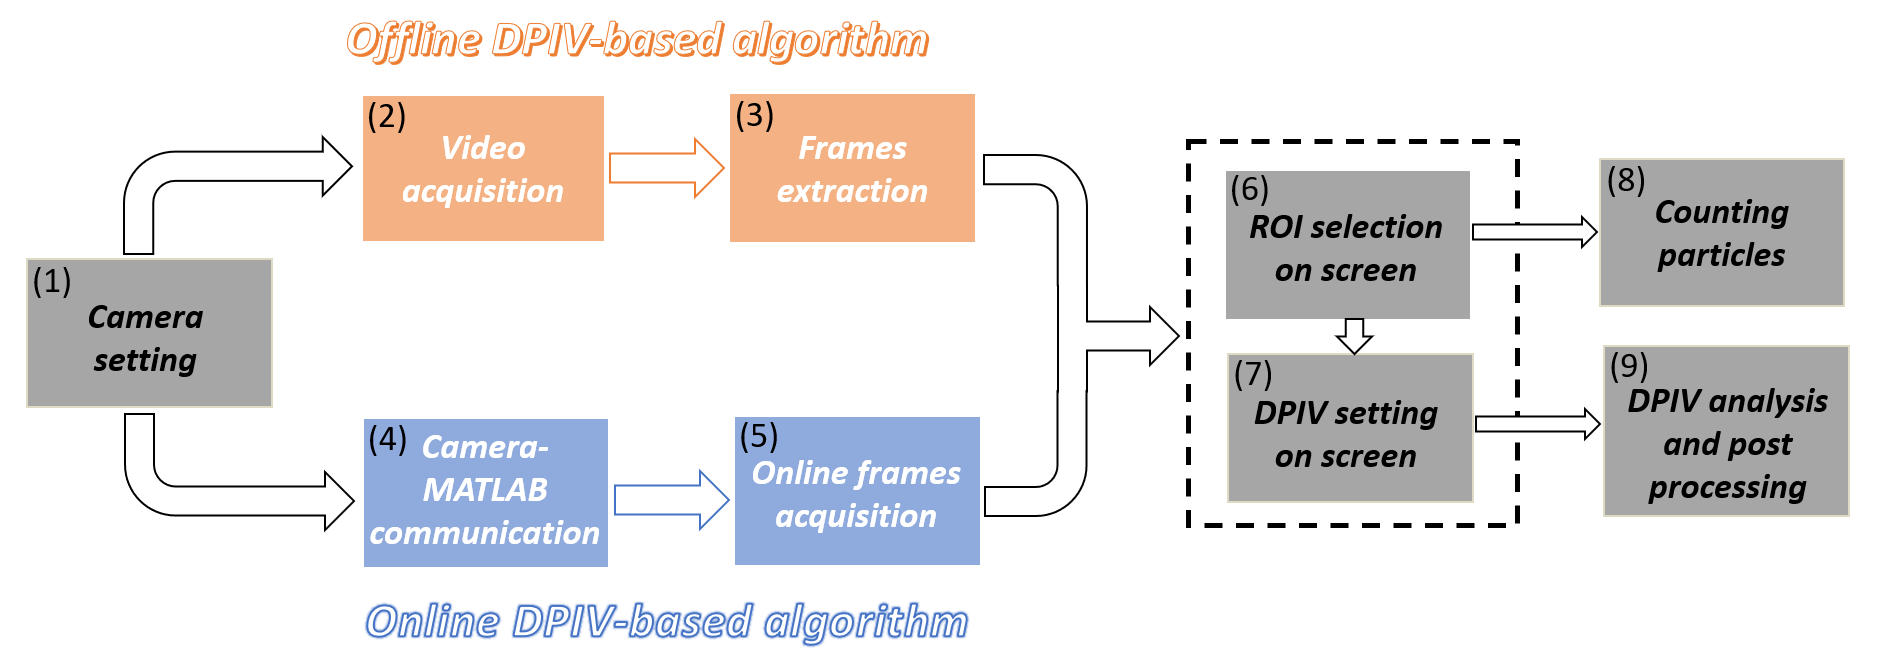 Offline DPIV-based algorithm
(1)
Camera
setting
(2)
Video
acquisition
(3)
Frames
extraction
(4)
Camera-
MATLAB
communication
(5)
Online frames
acquisition
Online DPIV-based algorithm
(6)
ROI selection
on screen
(7)
DPIV setting
on screen
(8)
Counting
particles
(9)
DPIV analysis
and post
processing